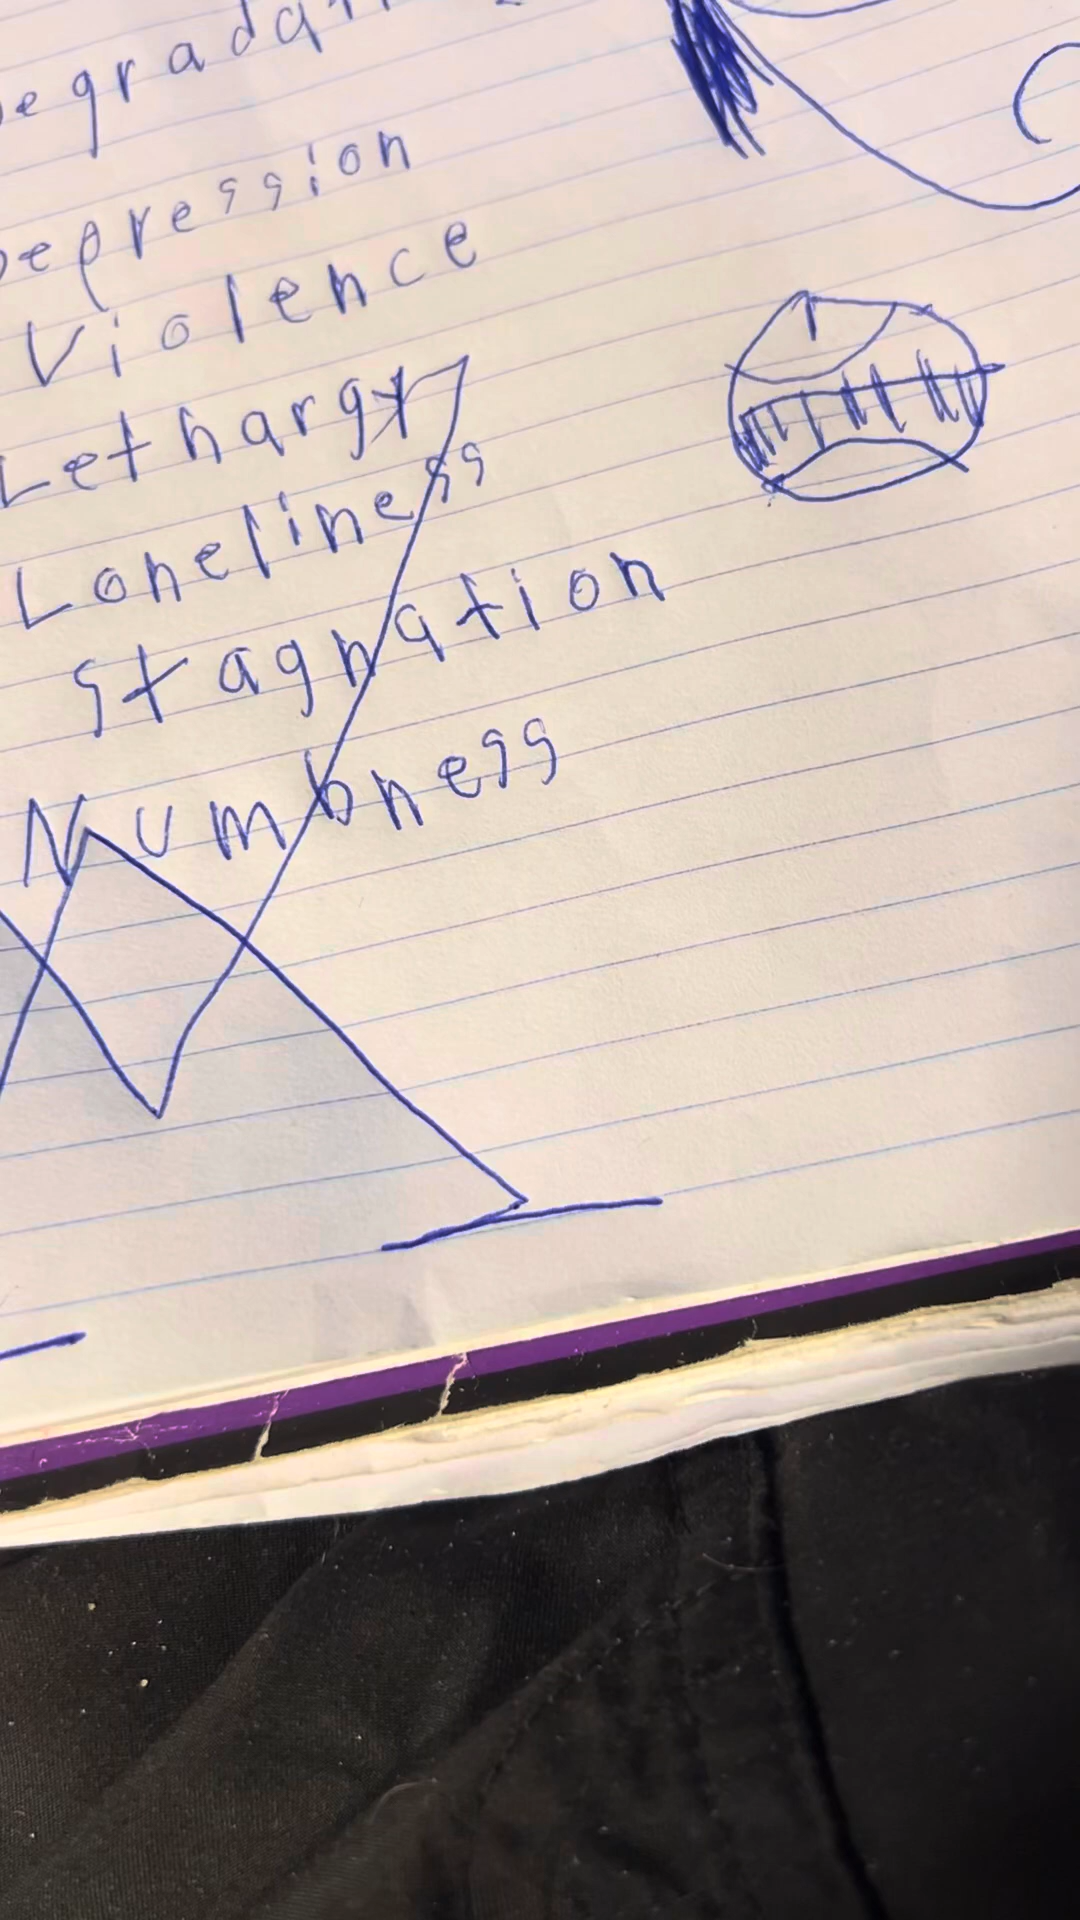 Depression
Violence
Lethargy
Loneliness
Stagnation
Numbness